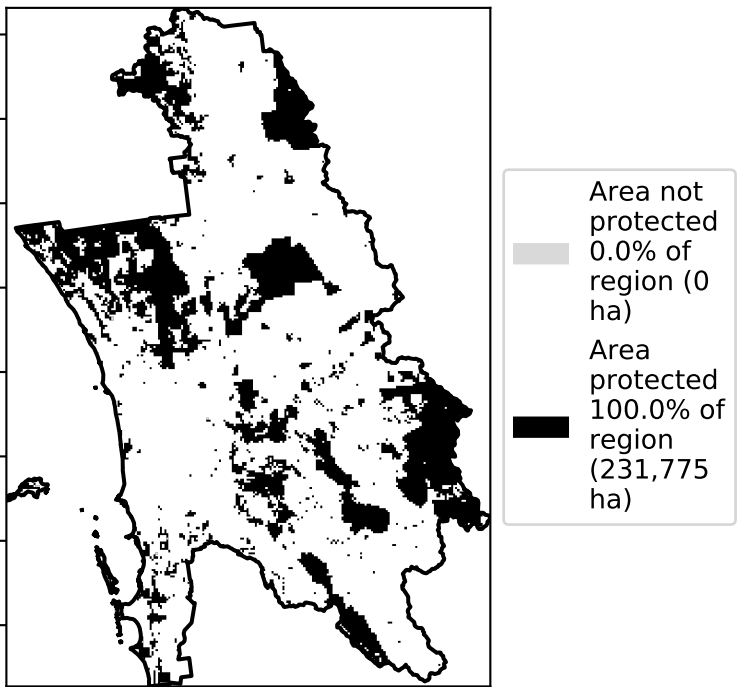 Area not
protected
0.0% of
region (0
ha)
Area
protected
100.0% of
region
(231,775
ha)